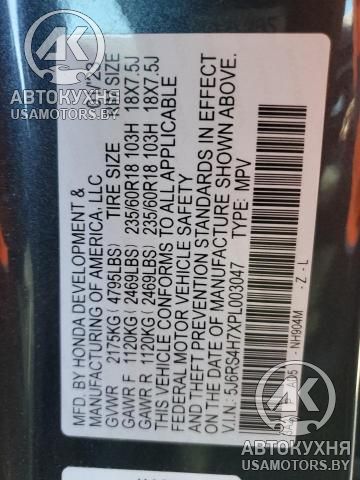 MFD. BY HONDA DEVELOPMENT &
MANUFACTURING OF AMERICA, LLC
GVWR 2175KG (4795LBS) TIRE SIZE RIM SIZE
GAWR F 1120KG (2469LBS) 235/60R18 103H 18X7.5J
GAWR R 1120KG (2469LBS) 235/60R18 103H 18X7.5J
THIS VEHICLE CONFORMS TO ALL APPLICABLE
FEDERAL MOTOR VEHICLE SAFETY
AND THEFT PREVENTION STANDARDS IN EFFECT
ON THE DATE OF MANUFACTURE SHOWN ABOVE.
V.I.N: 5J6RS4H7XPL003047 TYPE: MPV
NH904M - Z - L
АВТОКУХНЯ
USAMOTORS.BY
АВТОКУХНЯ
USAMOTORS.BY